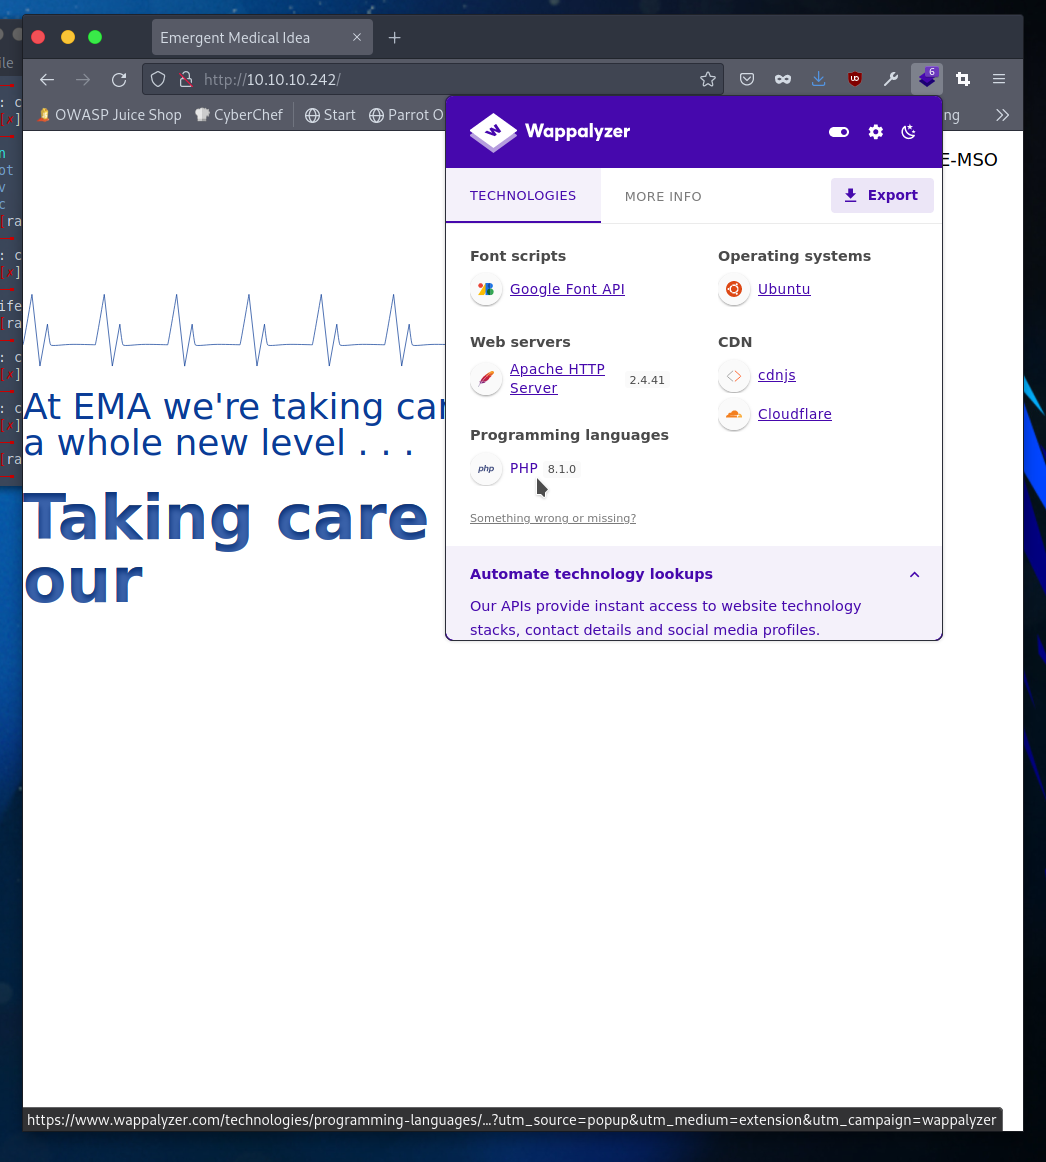 Emergent Medical Idea
http://10.10.10.242/
6
OWASP Juice Shop
CyberChef
Start
Parrot O
ng
Wappalyzer
E-MSO
TECHNOLOGIES
MORE INFO
Export
Font scripts
Google Font API
Operating systems
Ubuntu
Web servers
Apache HTTP
Server
2.4.41
CDN
cdnjs
Cloudflare
Programming languages
php
PHP 8.1.0
Something wrong or missing?
Automate technology lookups
Our APIs provide instant access to website technology
stacks, contact details and social media profiles.
At EMA we're taking car
a whole new level . . .
Taking care
our
https://www.wappalyzer.com/technologies/programming-languages/…?utm_source=popup&utm_medium=extension&utm_campaign=wappalyzer